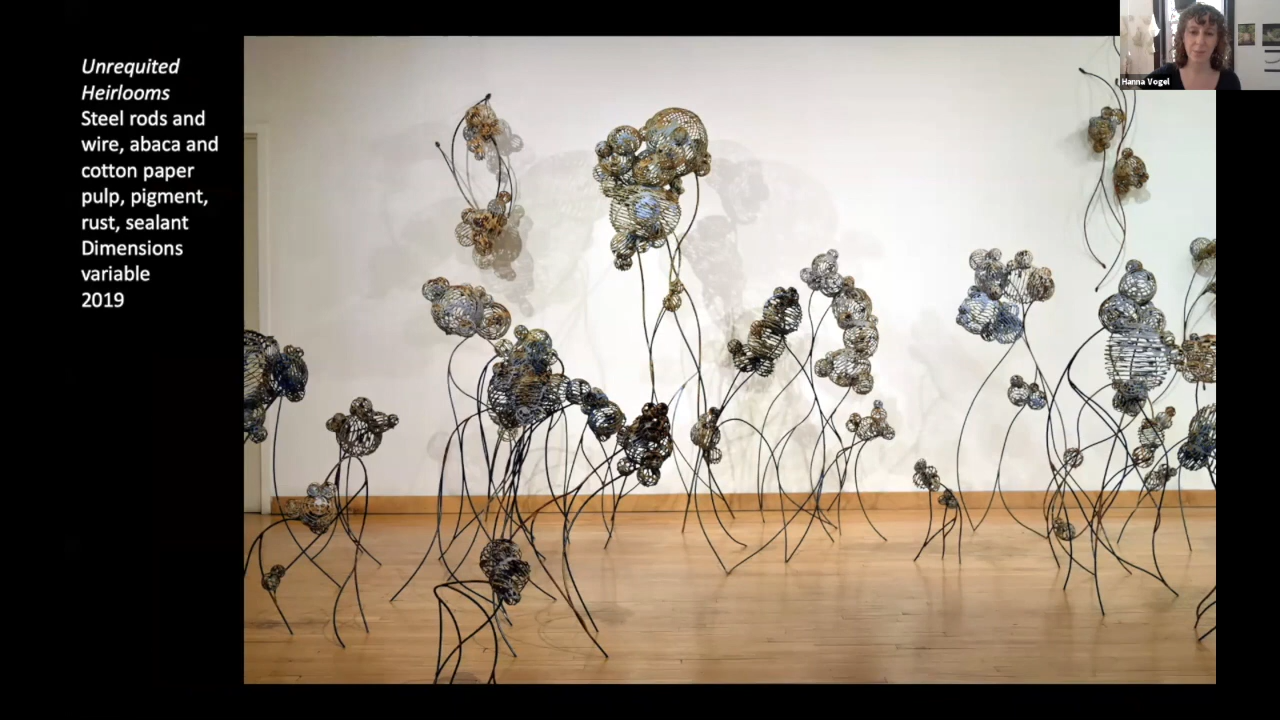 Unrequited
Heirlooms
Steel rods and
wire, abaca and
cotton paper
pulp, pigment,
rust, sealant
Dimensions
variable
2019
Hanna Vogel